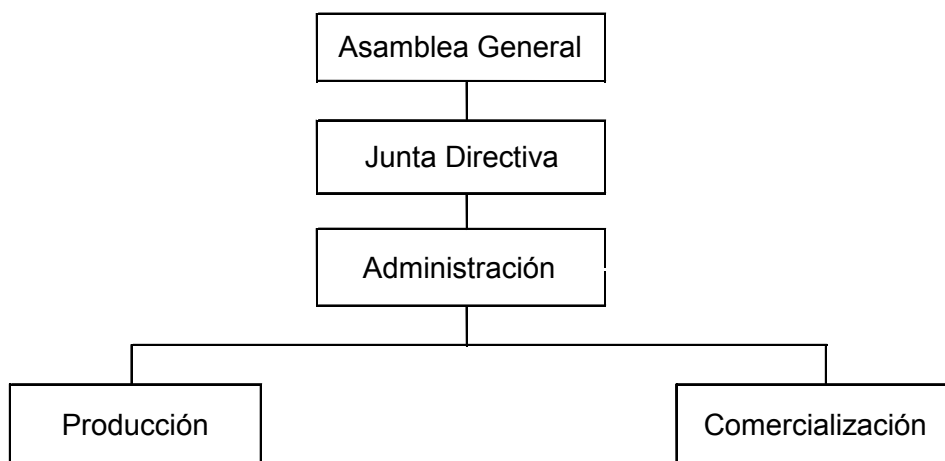 Asamblea General
Junta Directiva
Administración
Producción
Comercialización